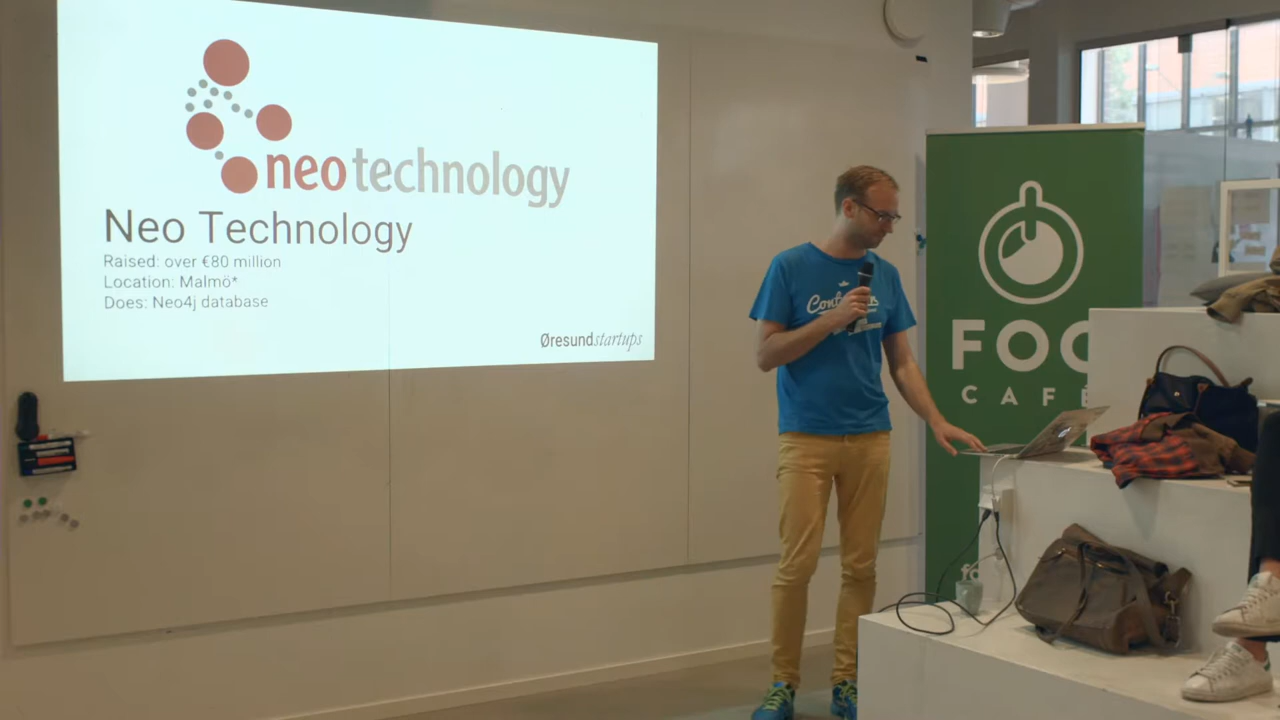 neotechnology
Neo Technology
Raised: over €80 million
Location: Malmö*
Does: Neo4j database
Øresundstartups
FOO
CAFÉ